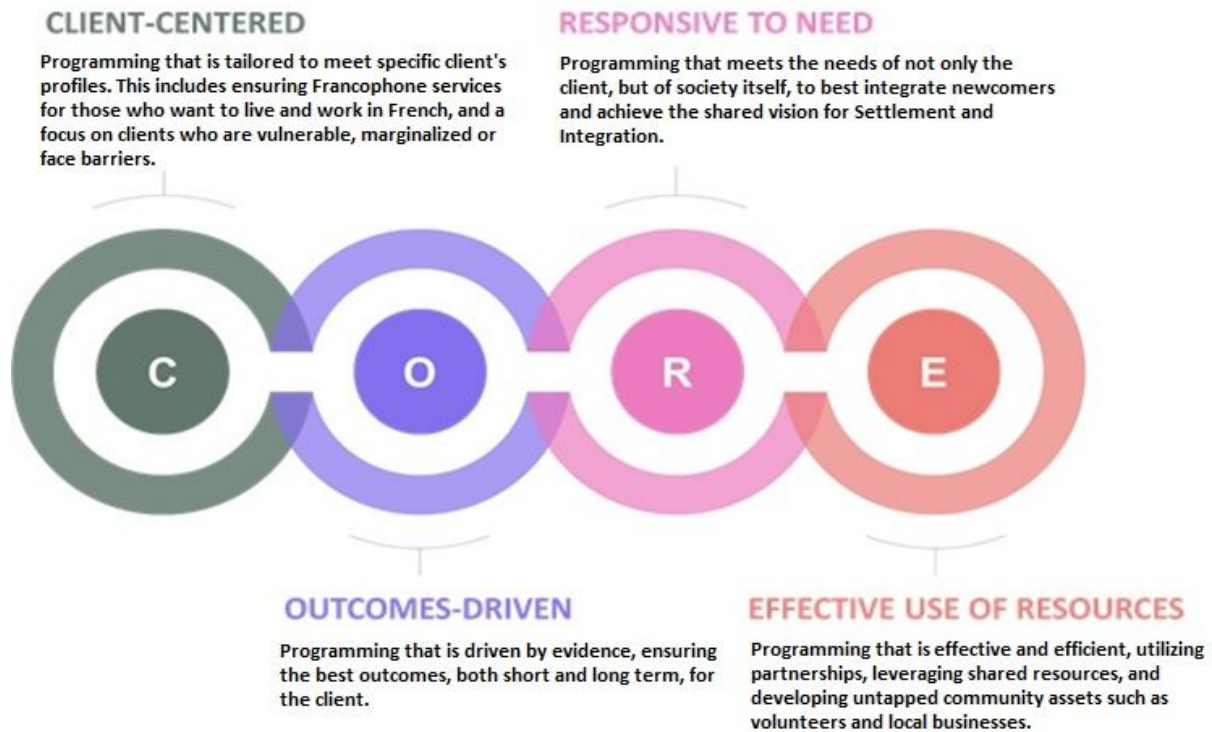 CLIENT-CENTERED
Programming that is tailored to meet specific client's
profiles. This includes ensuring Francophone services
for those who want to live and work in French, and a
focus on clients who are vulnerable, marginalized or
face barriers.
RESPONSIVE TO NEED
Programming that meets the needs of not only the
client, but of society itself, to best integrate newcomers
and achieve the shared vision for Settlement and
Integration.
C O R E
OUTCOMES-DRIVEN
Programming that is driven by evidence, ensuring
the best outcomes, both short and long term, for
the client.
EFFECTIVE USE OF RESOURCES
Programming that is effective and efficient, utilizing
partnerships, leveraging shared resources, and
developing untapped community assets such as
volunteers and local businesses.